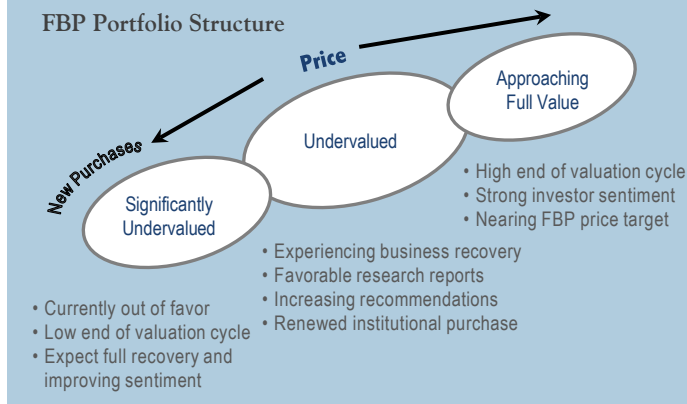 FBP Portfolio Structure
Price
New Purchases
Significantly
Undervalued
Undervalued
Approaching
Full Value
• Currently out of favor
• Low end of valuation cycle
• Expect full recovery and
improving sentiment
• Experiencing business recovery
• Favorable research reports
• Increasing recommendations
• Renewed institutional purchase
• High end of valuation cycle
• Strong investor sentiment
• Nearing FBP price target